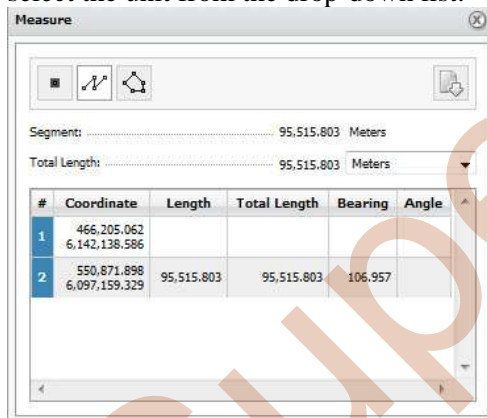 select the unit from the drop-down list.
Measure
Segment: 95,515.803 Meters
Total Length: 95,515.803 Meters
# Coordinate Length Total Length Bearing Angle
1 466,205.062
6,142,138.586
2 550,871.898
6,097,159.329 95,515.803 95,515.803 106.957